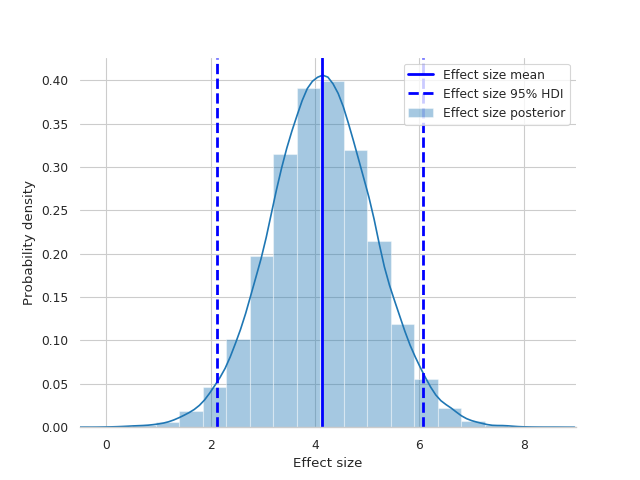 0.40
0.35
0.30
0.25
0.20
0.15
0.10
0.05
0.00
Probability density
Effect size mean
Effect size 95% HDI
Effect size posterior
0 2 4 6 8
Effect size